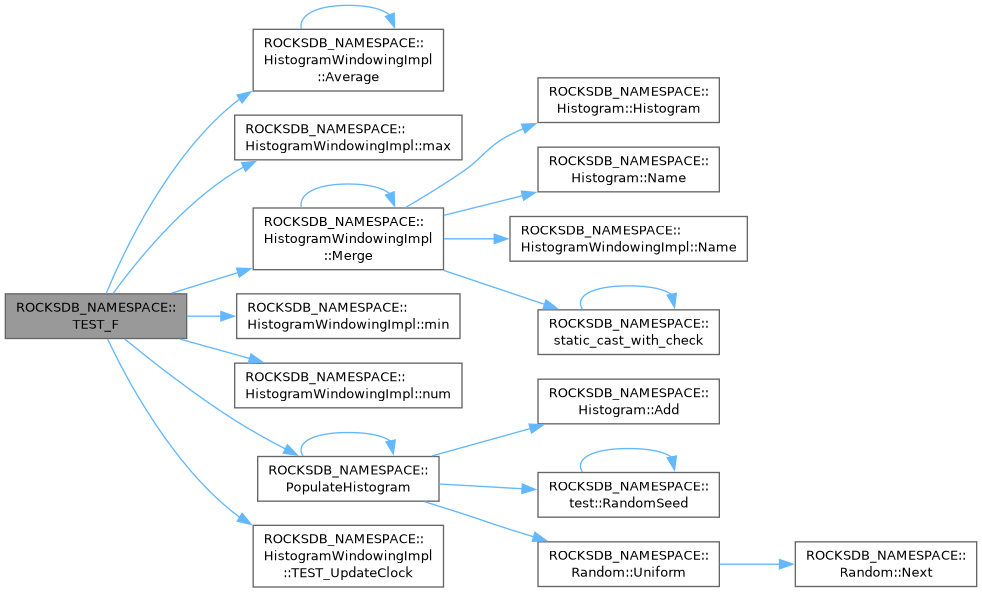 ROCKSDB_NAMESPACE::
TEST_F
ROCKSDB_NAMESPACE::
HistogramWindowingImpl
::Average
ROCKSDB_NAMESPACE::
HistogramWindowingImpl::max
ROCKSDB_NAMESPACE::
HistogramWindowingImpl
::Merge
ROCKSDB_NAMESPACE::
HistogramWindowingImpl::min
ROCKSDB_NAMESPACE::
HistogramWindowingImpl::num
ROCKSDB_NAMESPACE::
PopulateHistogram
ROCKSDB_NAMESPACE::
HistogramWindowingImpl
::TEST_UpdateClock
ROCKSDB_NAMESPACE::
Histogram::Histogram
ROCKSDB_NAMESPACE::
Histogram::Name
ROCKSDB_NAMESPACE::
HistogramWindowingImpl::Name
ROCKSDB_NAMESPACE::
static_cast_with_check
ROCKSDB_NAMESPACE::
Histogram::Add
ROCKSDB_NAMESPACE::
test::RandomSeed
ROCKSDB_NAMESPACE::
Random::Uniform
ROCKSDB_NAMESPACE::
Random::Next